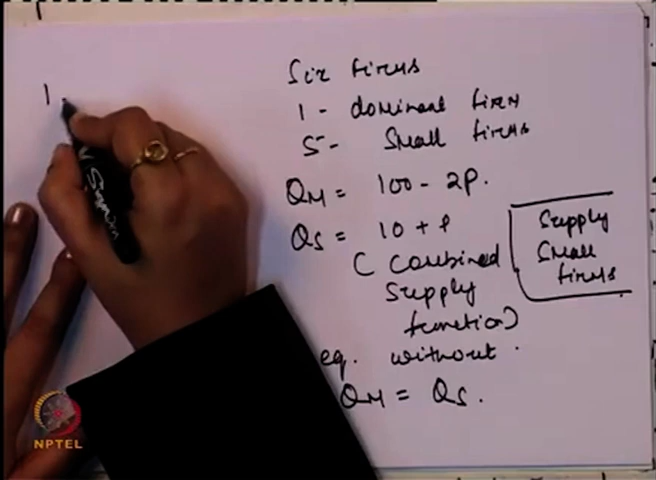 Six firms
1 - dominant firm
5 - Small firms
QM = 100 - 2P.
QS = 10 + P
( combined
supply
function)
Supply
Small
firms
eq. without
QM = QS.
1
NPTEL